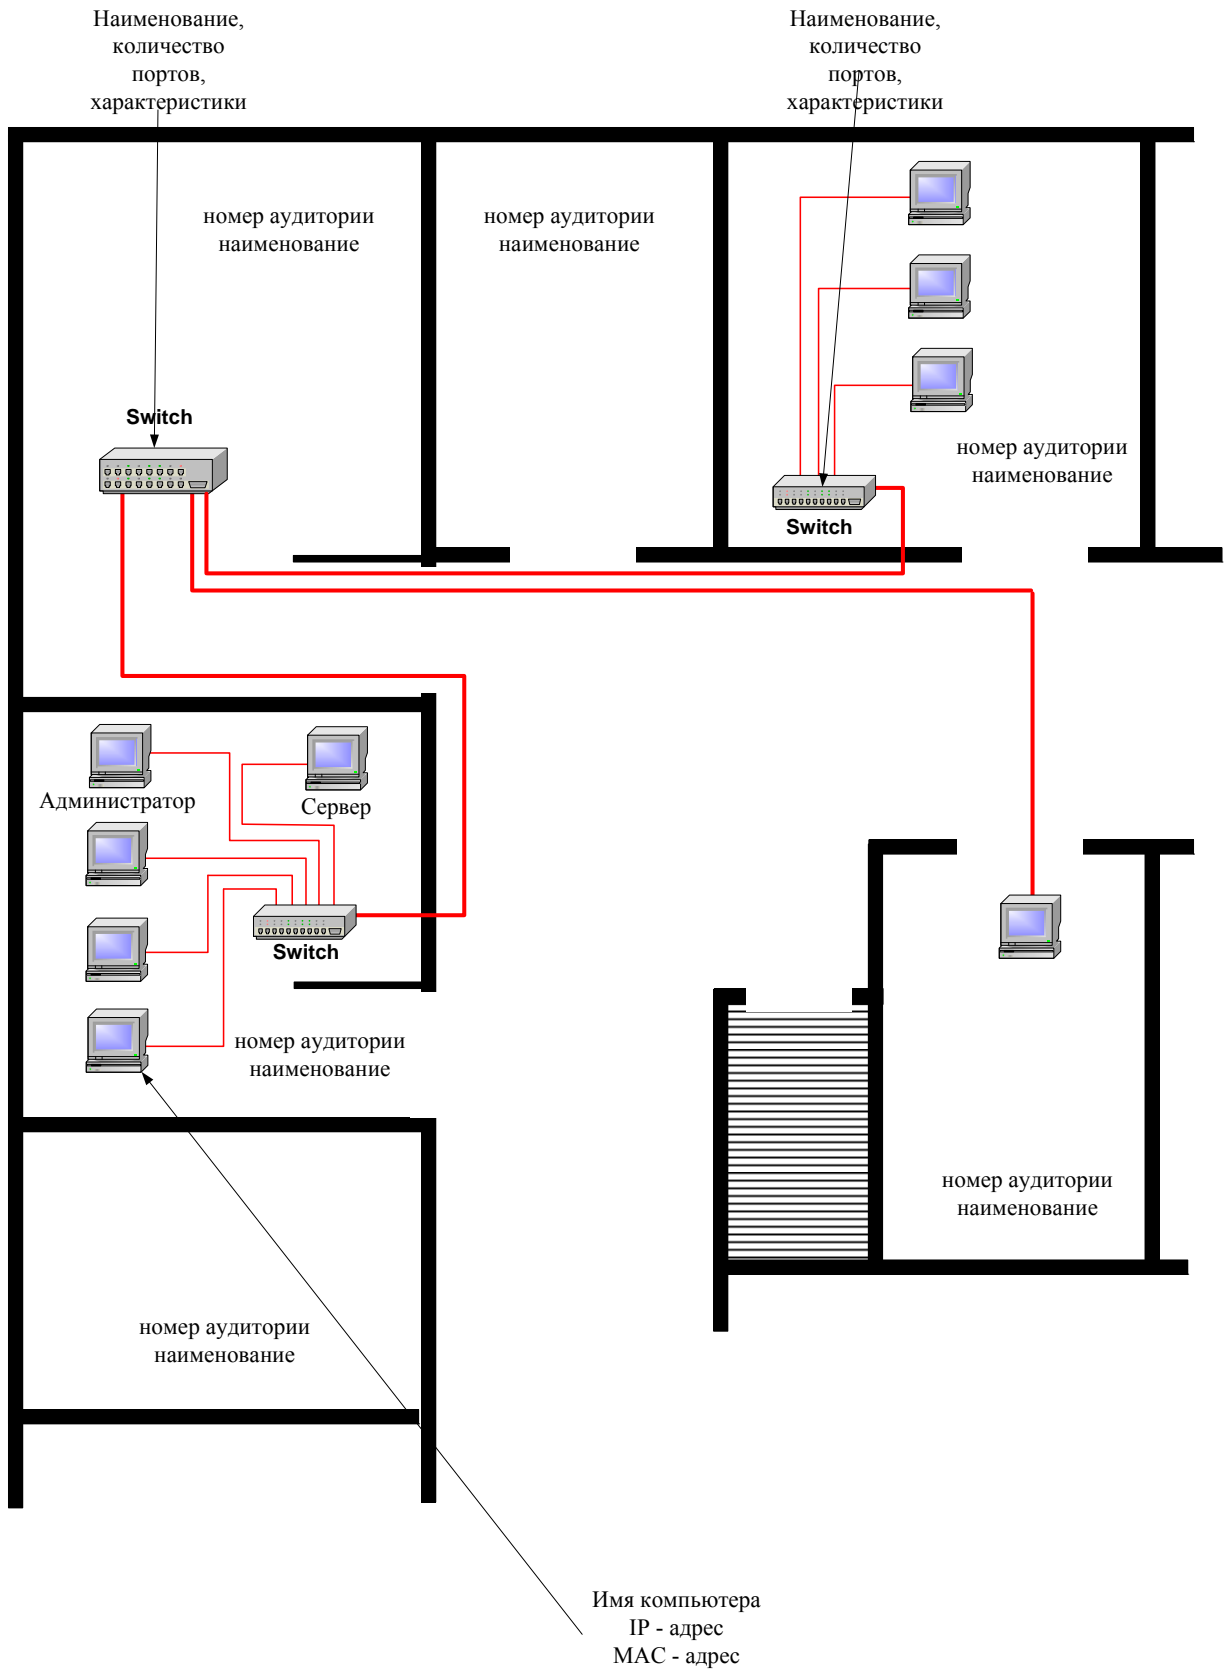 Наименование,
количество
портов,
характеристики
Наименование,
количество
портов,
характеристики
номер аудитории
наименование
номер аудитории
наименование
Switch
номер аудитории
наименование
Switch
Администратор
Сервер
Switch
номер аудитории
наименование
номер аудитории
наименование
номер аудитории
наименование
Имя компьютера
IP - адрес
MAC - адрес